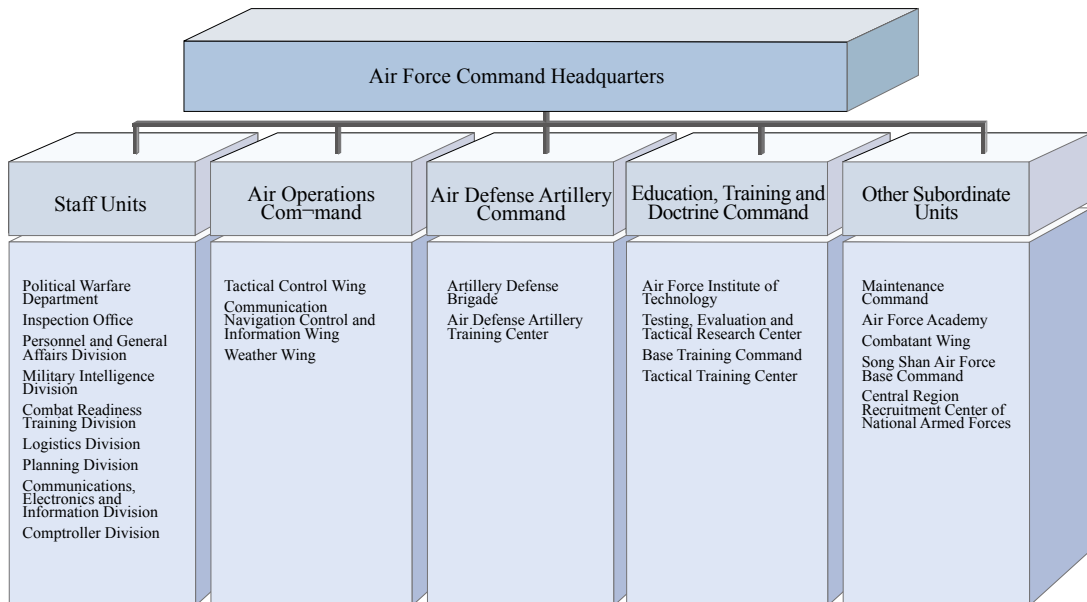 Air Force Command Headquarters
Staff Units
Political Warfare
Department
Inspection Office
Personnel and General
Affairs Division
Military Intelligence
Division
Combat Readiness
Training Division
Logistics Division
Planning Division
Communications,
Electronics and
Information Division
Comptroller Division
Air Operations
Com¬mand
Tactical Control Wing
Communication
Navigation Control and
Information Wing
Weather Wing
Air Defense Artillery
Command
Artillery Defense
Brigade
Air Defense Artillery
Training Center
Education, Training and
Doctrine Command
Air Force Institute of
Technology
Testing, Evaluation and
Tactical Research Center
Base Training Command
Tactical Training Center
Other Subordinate
Units
Maintenance
Command
Air Force Academy
Combatant Wing
Song Shan Air Force
Base Command
Central Region
Recruitment Center of
National Armed Forces